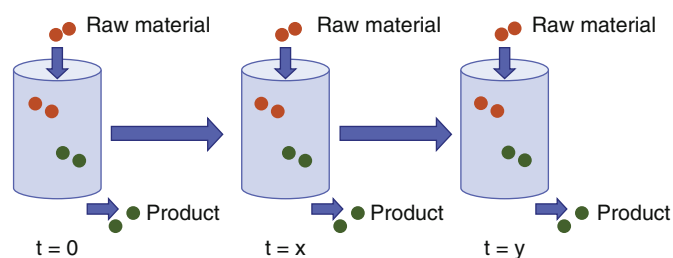 Raw material Raw material Raw material
Product Product Product
t = 0 t = x t = y